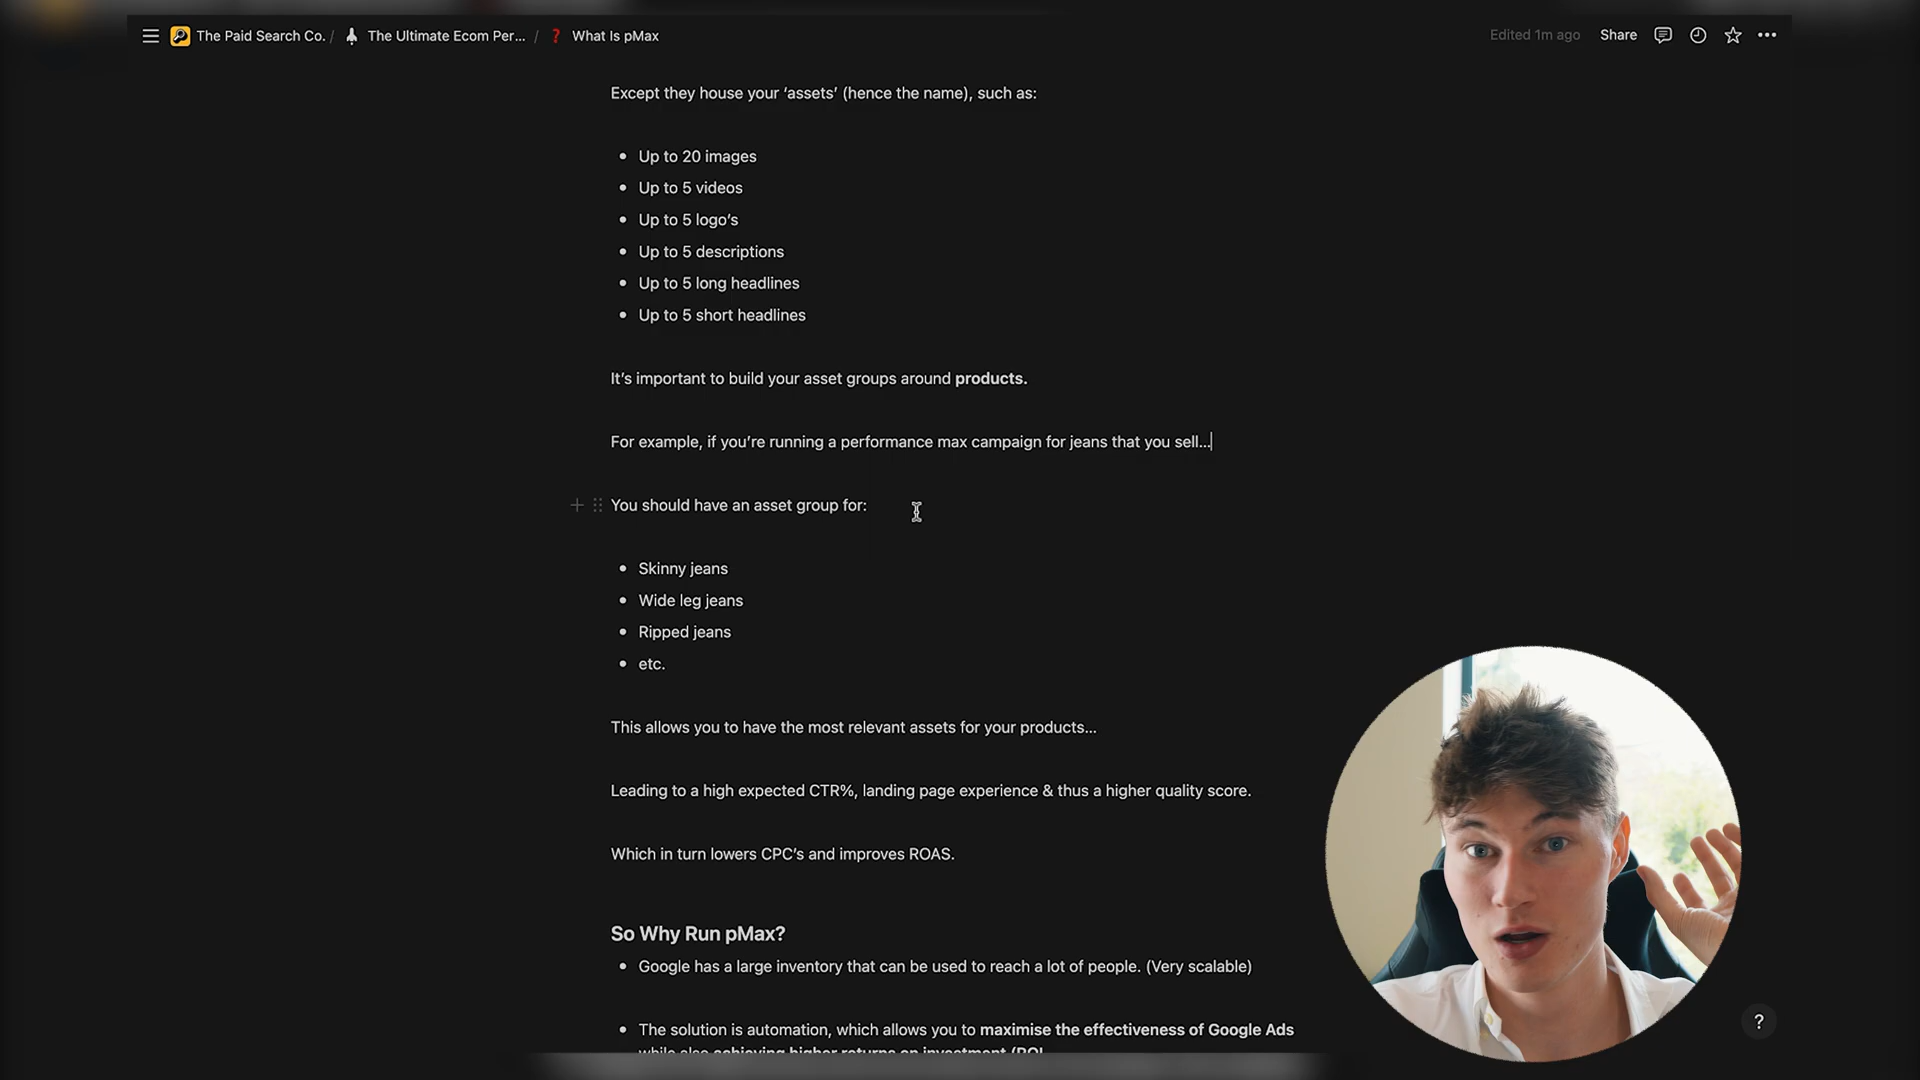 The Paid Search Co. / The Ultimate Ecom Per... / What Is pMax
Edited 1m ago Share
Except they house your ‘assets’ (hence the name), such as:
• Up to 20 images
• Up to 5 videos
• Up to 5 logo’s
• Up to 5 descriptions
• Up to 5 long headlines
• Up to 5 short headlines
It’s important to build your asset groups around products.
For example, if you’re running a performance max campaign for jeans that you sell...
You should have an asset group for:
• Skinny jeans
• Wide leg jeans
• Ripped jeans
• etc.
This allows you to have the most relevant assets for your products...
Leading to a high expected CTR%, landing page experience & thus a higher quality score.
Which in turn lowers CPC’s and improves ROAS.
So Why Run pMax?
• Google has a large inventory that can be used to reach a lot of people. (Very scalable)
• The solution is automation, which allows you to maximise the effectiveness of Google Ads
while also achieving higher returns on investment (ROI
?